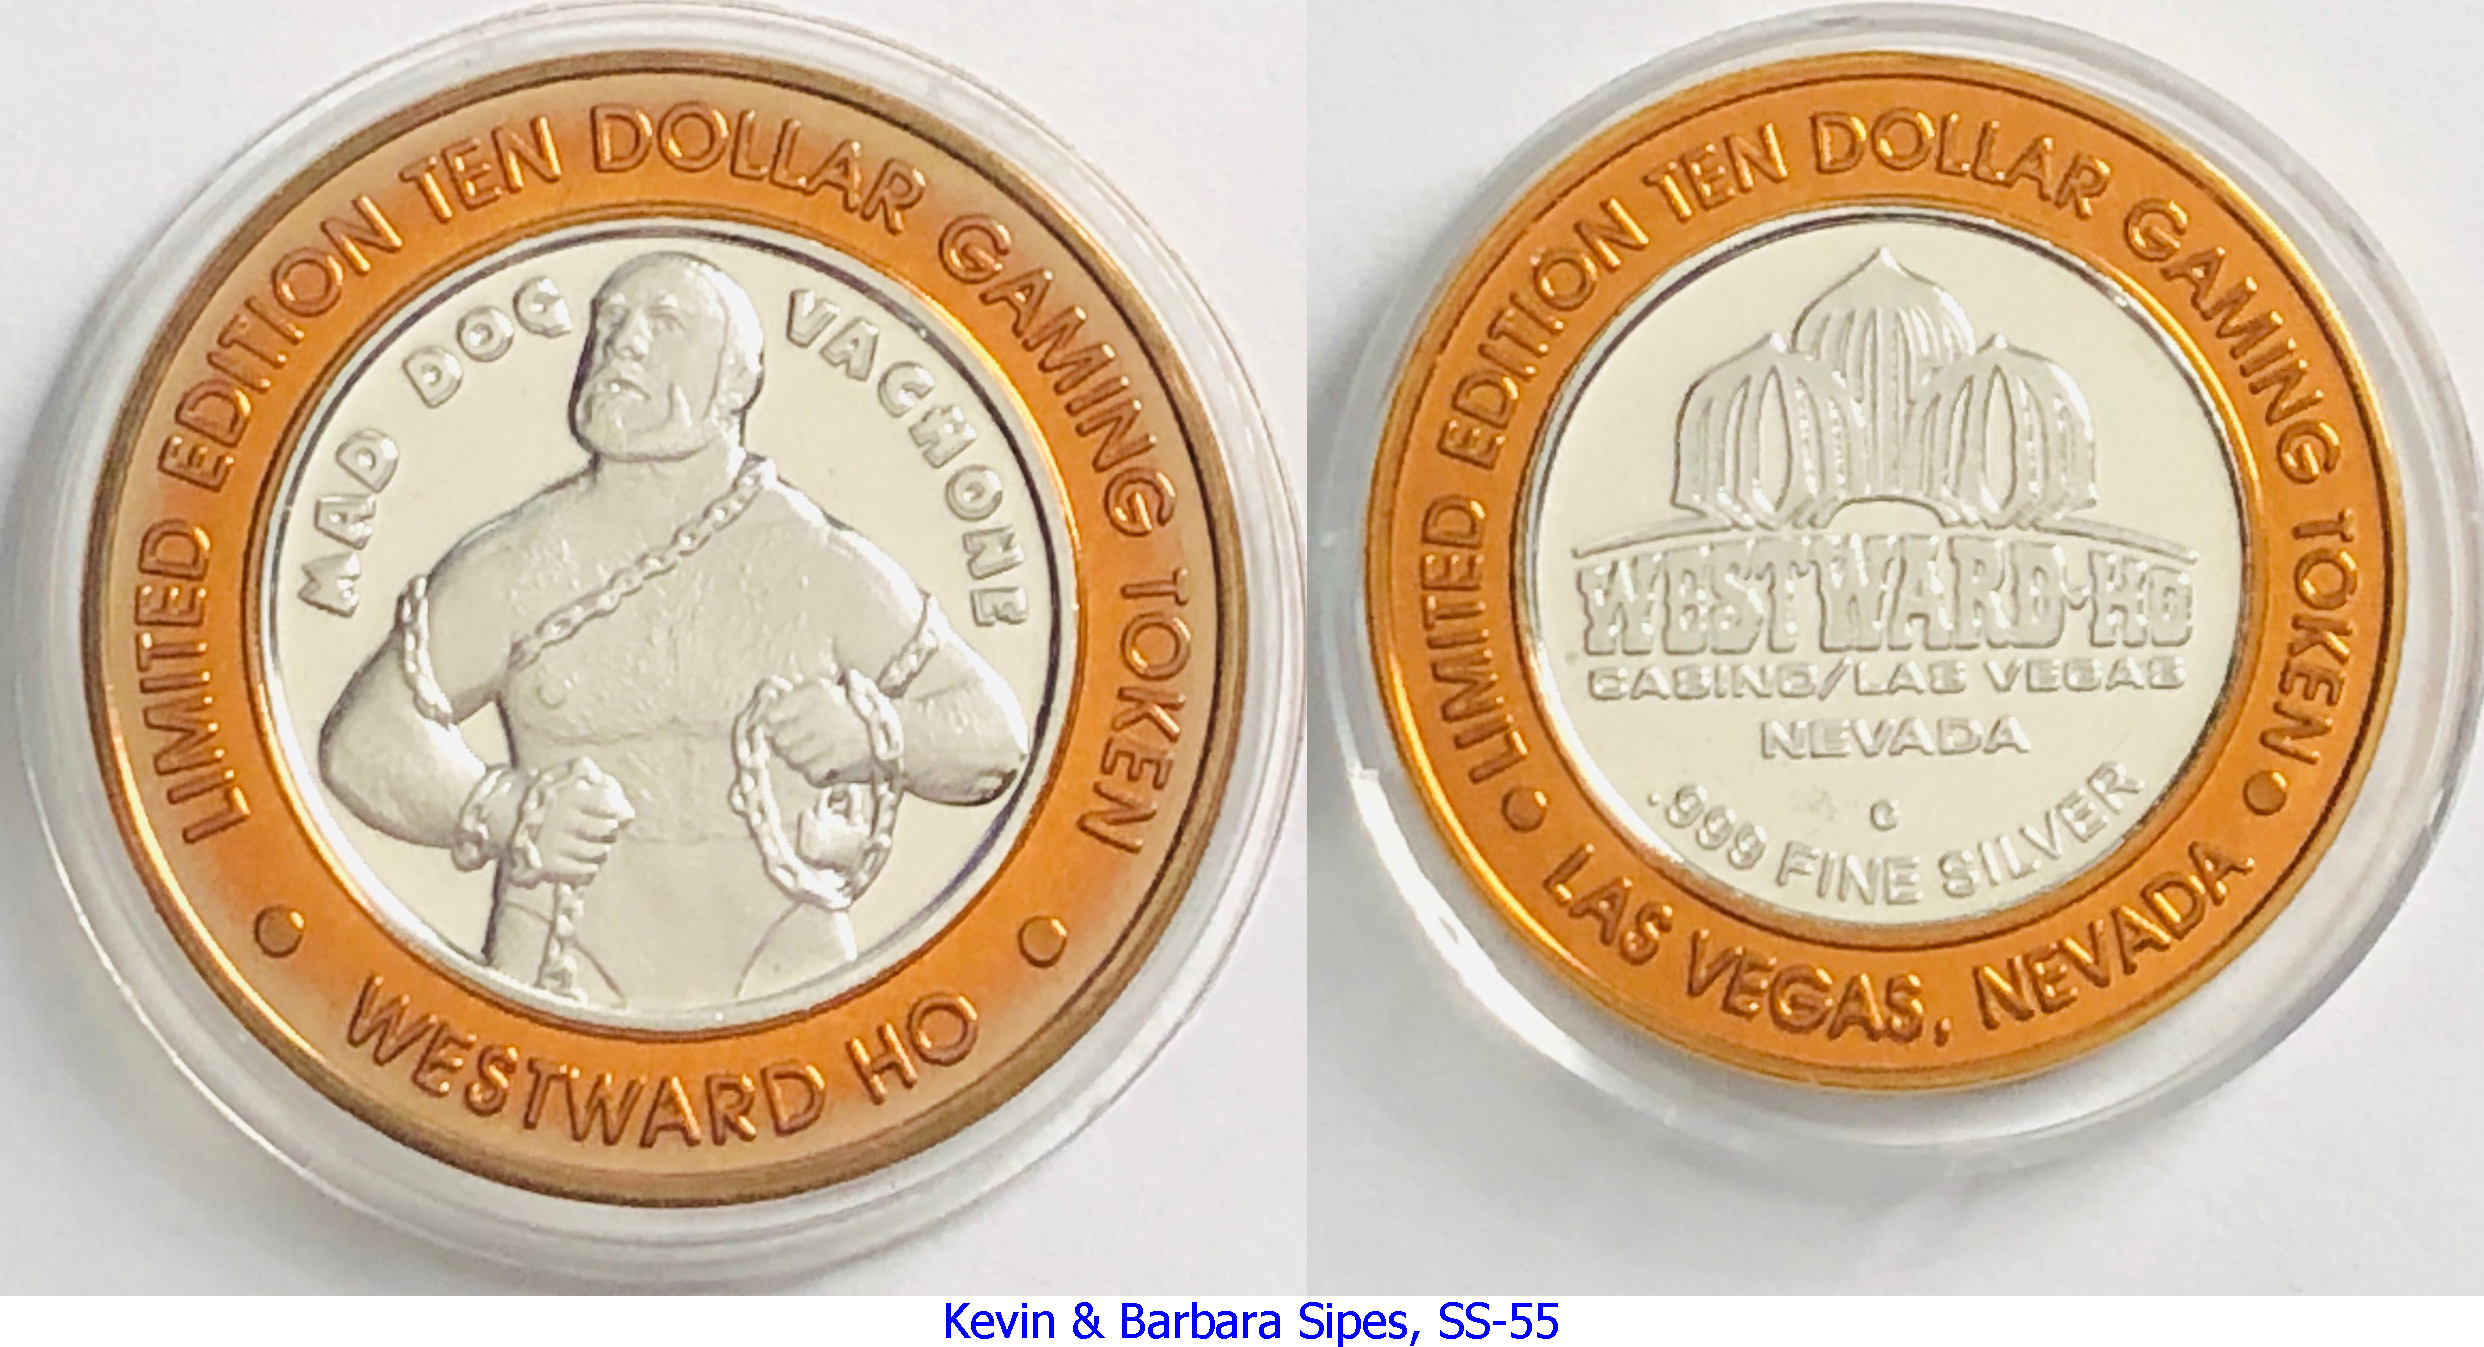 LIMITED EDITION TEN DOLLAR GAMING TOKEN
MAD DOG VACHONE
• WESTWARD HO •
LIMITED EDITION TEN DOLLAR GAMING TOKEN
WESTWARD·HO
CASINO/LAS VEGAS
NEVADA
G
.999 FINE SILVER
• LAS VEGAS, NEVADA •
Kevin & Barbara Sipes, SS-55